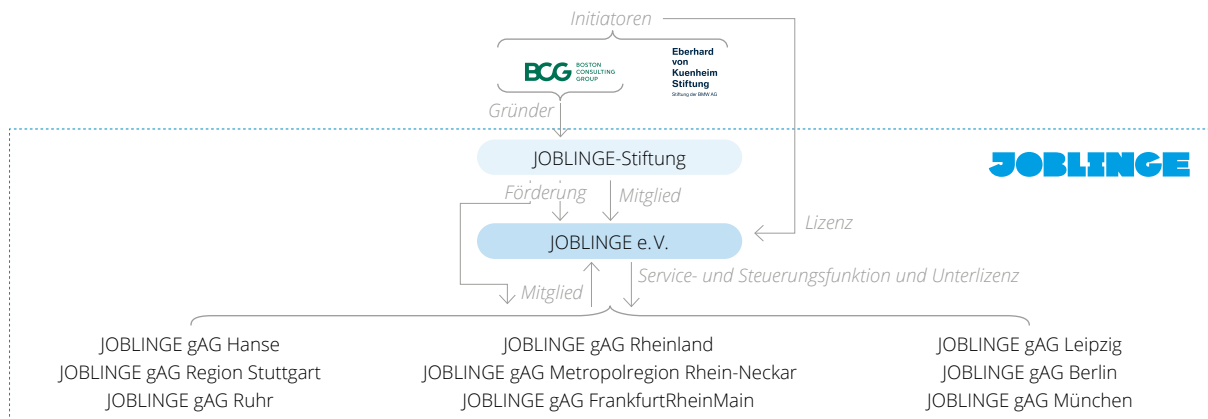 Initiatoren
BCG BOSTON CONSULTING GROUP
Eberhard
von
Kuenheim
Stiftung
Stiftung der BMW AG
Gründer
JOBLINGE-Stiftung
JOBLINGE
Förderung
Mitglied
Lizenz
JOBLINGE e. V.
Mitglied
Service- und Steuerungsfunktion und Unterlizenz
JOBLINGE gAG Hanse
JOBLINGE gAG Region Stuttgart
JOBLINGE gAG Ruhr
JOBLINGE gAG Rheinland
JOBLINGE gAG Metropolregion Rhein-Neckar
JOBLINGE gAG FrankfurtRheinMain
JOBLINGE gAG Leipzig
JOBLINGE gAG Berlin
JOBLINGE gAG München